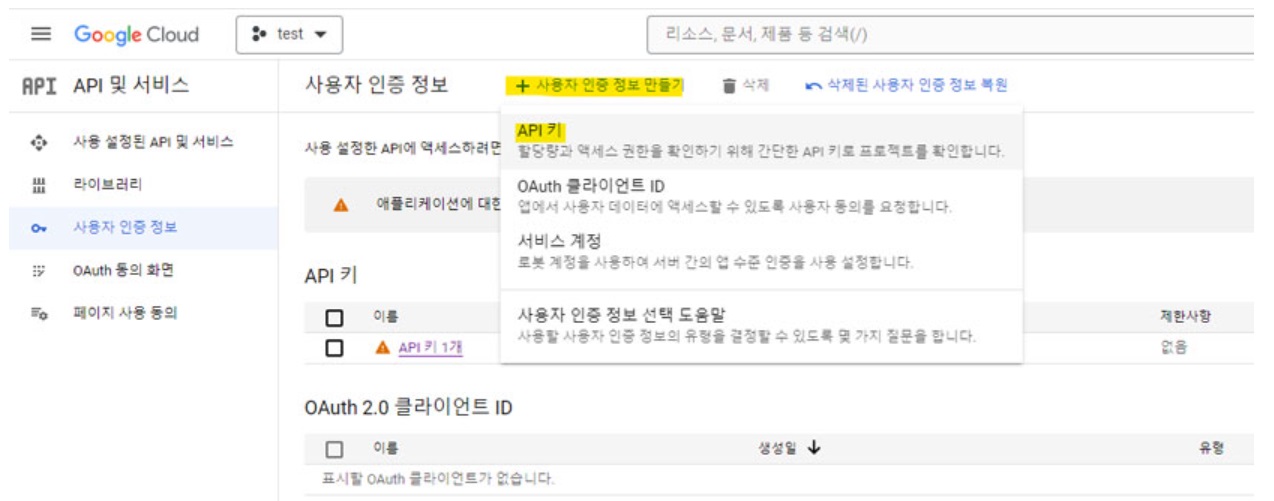 Google Cloud
test
리소스, 문서, 제품 등 검색(/)
API API 및 서비스
사용자 인증 정보
+ 사용자 인증 정보 만들기
삭제
삭제된 사용자 인증 정보 복원
사용 설정된 API 및 서비스
라이브러리
사용자 인증 정보
OAuth 동의 화면
페이지 사용 동의
사용 설정한 API에 액세스하려면
애플리케이션에 대한
API 키
할당량과 액세스 권한을 확인하기 위해 간단한 API 키로 프로젝트를 확인합니다.
OAuth 클라이언트 ID
앱에서 사용자 데이터에 액세스할 수 있도록 사용자 동의를 요청합니다.
서비스 계정
로봇 계정을 사용하여 서버 간의 앱 수준 인증을 사용 설정합니다.
사용자 인증 정보 선택 도움말
사용할 사용자 인증 정보의 유형을 결정할 수 있도록 몇 가지 질문을 합니다.
API 키
이름
제한사항
API 키 1개
없음
OAuth 2.0 클라이언트 ID
이름
생성일
유형
표시할 OAuth 클라이언트가 없습니다.